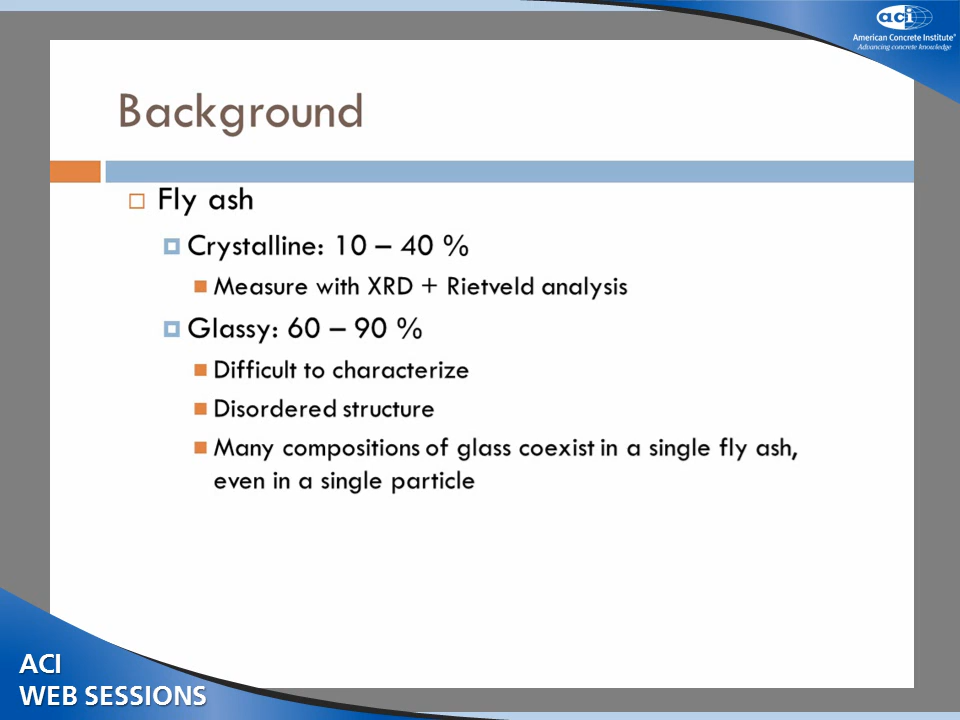 aci
American Concrete Institute®
Advancing concrete knowledge
Background
Fly ash
Crystalline: 10 – 40 %
Measure with XRD + Rietveld analysis
Glassy: 60 – 90 %
Difficult to characterize
Disordered structure
Many compositions of glass coexist in a single fly ash,
even in a single particle
ACI
WEB SESSIONS